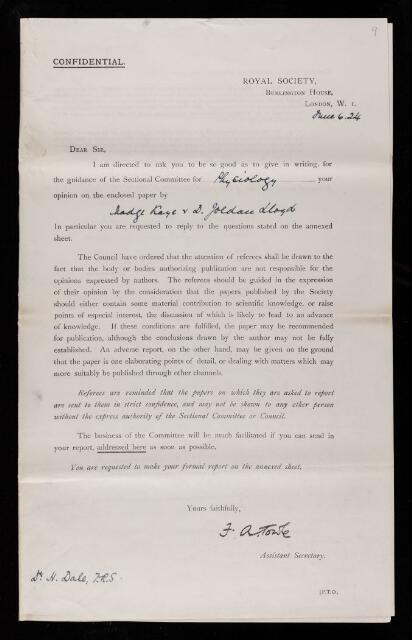 9
CONFIDENTIAL.
ROYAL SOCIETY,
BURLINGTON HOUSE,
LONDON, W. 1.
June 6. 24
DEAR SIR,
I am directed to ask you to be so good as to give in writing, for
the guidance of the Sectional Committee for Physiology your
opinion on the enclosed paper by
Madge Kaye & D. Jordan Lloyd
In particular you are requested to reply to the questions stated on the annexed
sheet.
The Council have ordered that the attention of referees shall be drawn to the
fact that the body or bodies authorizing publication are not responsible for the
opinions expressed by authors. The referees should be guided in the expression
of their opinion by the consideration that the papers published by the Society
should either contain some material contribution to scientific knowledge, or raise
points of especial interest, the discussion of which is likely to lead to an advance
of knowledge. If these conditions are fulfilled, the paper may be recommended
for publication, although the conclusions drawn by the author may not be fully
established. An adverse report, on the other hand, may be given on the ground
that the paper is one elaborating points of detail, or dealing with matters which may
more suitably be published through other channels.
Referees are reminded that the papers on which they are asked to report
are sent to them in strict confidence, and may not be shown to any other person
without the express authority of the Sectional Committee or Council.
The business of the Committee will be much facilitated if you can send in
your report, addressed here as soon as possible.
You are requested to make your formal report on the annexed sheet.
Yours faithfully,
F. A. Towle
Assistant Secretary.
Dr. H. Dale, F.R.S.
[P.T.O.